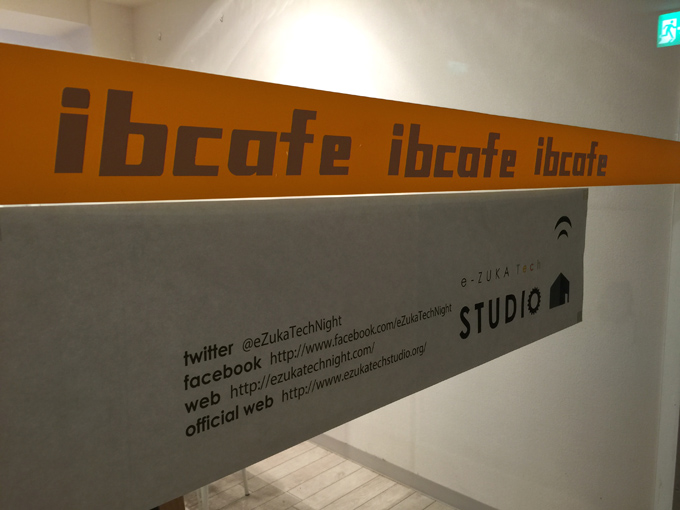 ibcafe ibcafe ibcafe
e-ZUKA Tech
STUDIO
twitter @eZukaTechNight
facebook http://www.facebook.com/eZukaTechNight
web http://ezukatechnight.com/
official web http://www.ezukatechstudio.org/